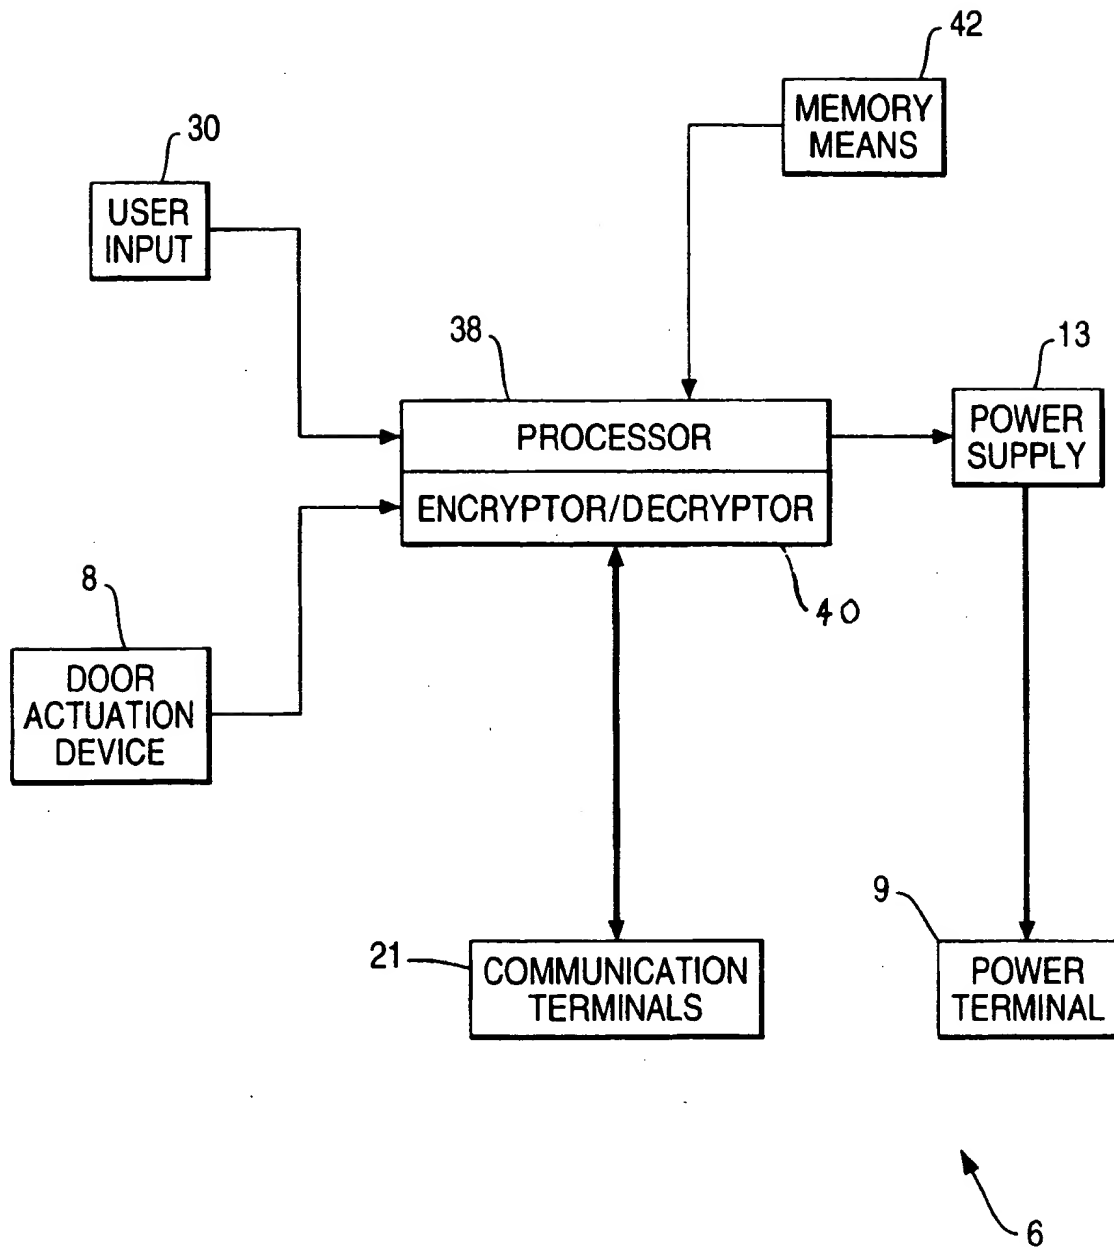 42
MEMORY
MEANS
30
USER
INPUT
38
13
PROCESSOR
POWER
SUPPLY
ENCRYPTOR/DECRYPTOR
40
8
DOOR
ACTUATION
DEVICE
9
21
COMMUNICATION
TERMINALS
POWER
TERMINAL
6